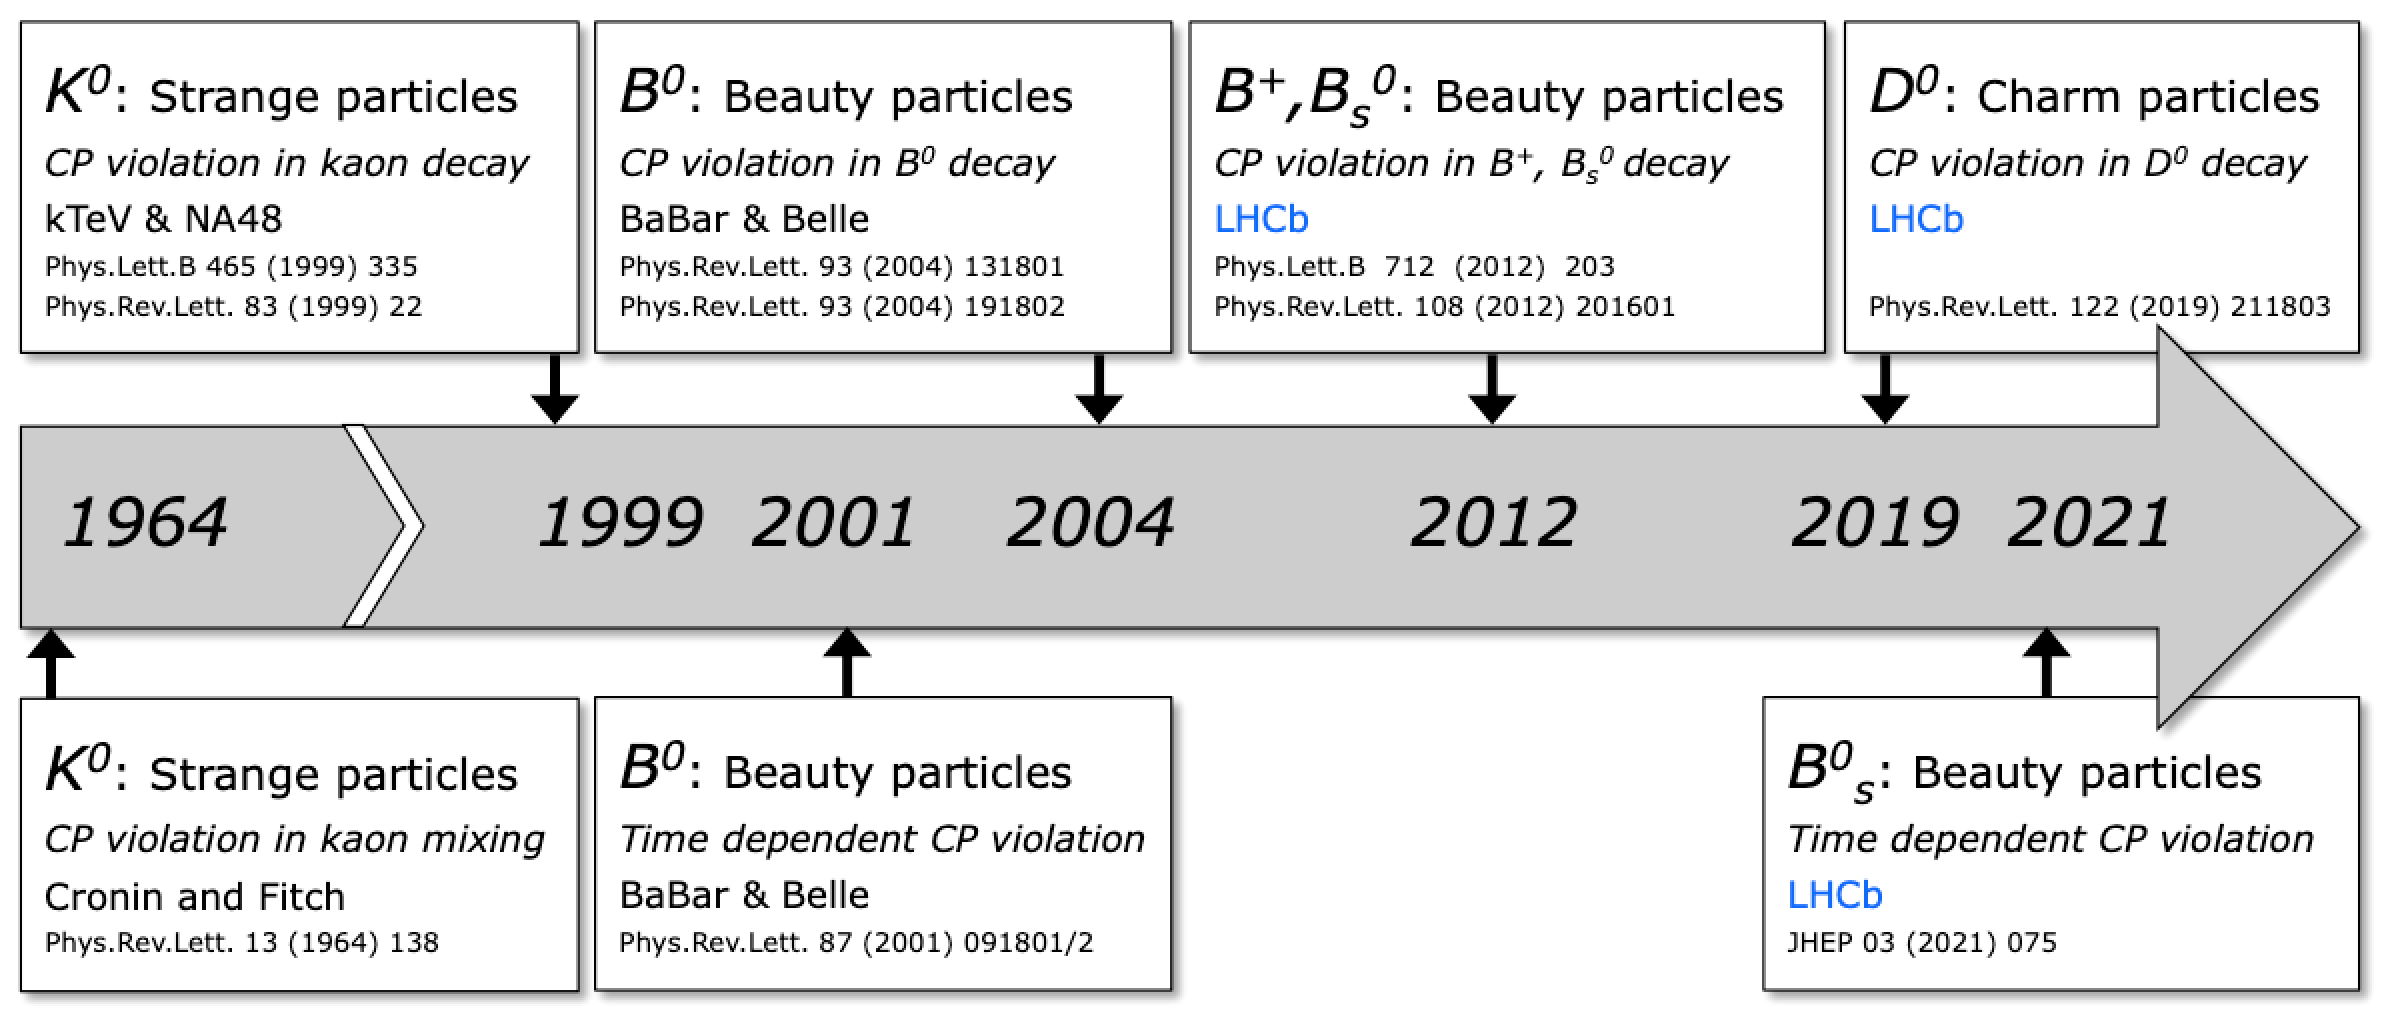 K⁰: Strange particles
CP violation in kaon decay
kTeV & NA48
Phys.Lett.B 465 (1999) 335
Phys.Rev.Lett. 83 (1999) 22
B⁰: Beauty particles
CP violation in B⁰ decay
BaBar & Belle
Phys.Rev.Lett. 93 (2004) 131801
Phys.Rev.Lett. 93 (2004) 191802
B⁺,Bₛ⁰: Beauty particles
CP violation in B⁺, Bₛ⁰ decay
LHCb
Phys.Lett.B 712 (2012) 203
Phys.Rev.Lett. 108 (2012) 201601
D⁰: Charm particles
CP violation in D⁰ decay
LHCb
Phys.Rev.Lett. 122 (2019) 211803
1964 1999 2001 2004 2012 2019 2021
K⁰: Strange particles
CP violation in kaon mixing
Cronin and Fitch
Phys.Rev.Lett. 13 (1964) 138
B⁰: Beauty particles
Time dependent CP violation
BaBar & Belle
Phys.Rev.Lett. 87 (2001) 091801/2
B⁰ₛ: Beauty particles
Time dependent CP violation
LHCb
JHEP 03 (2021) 075